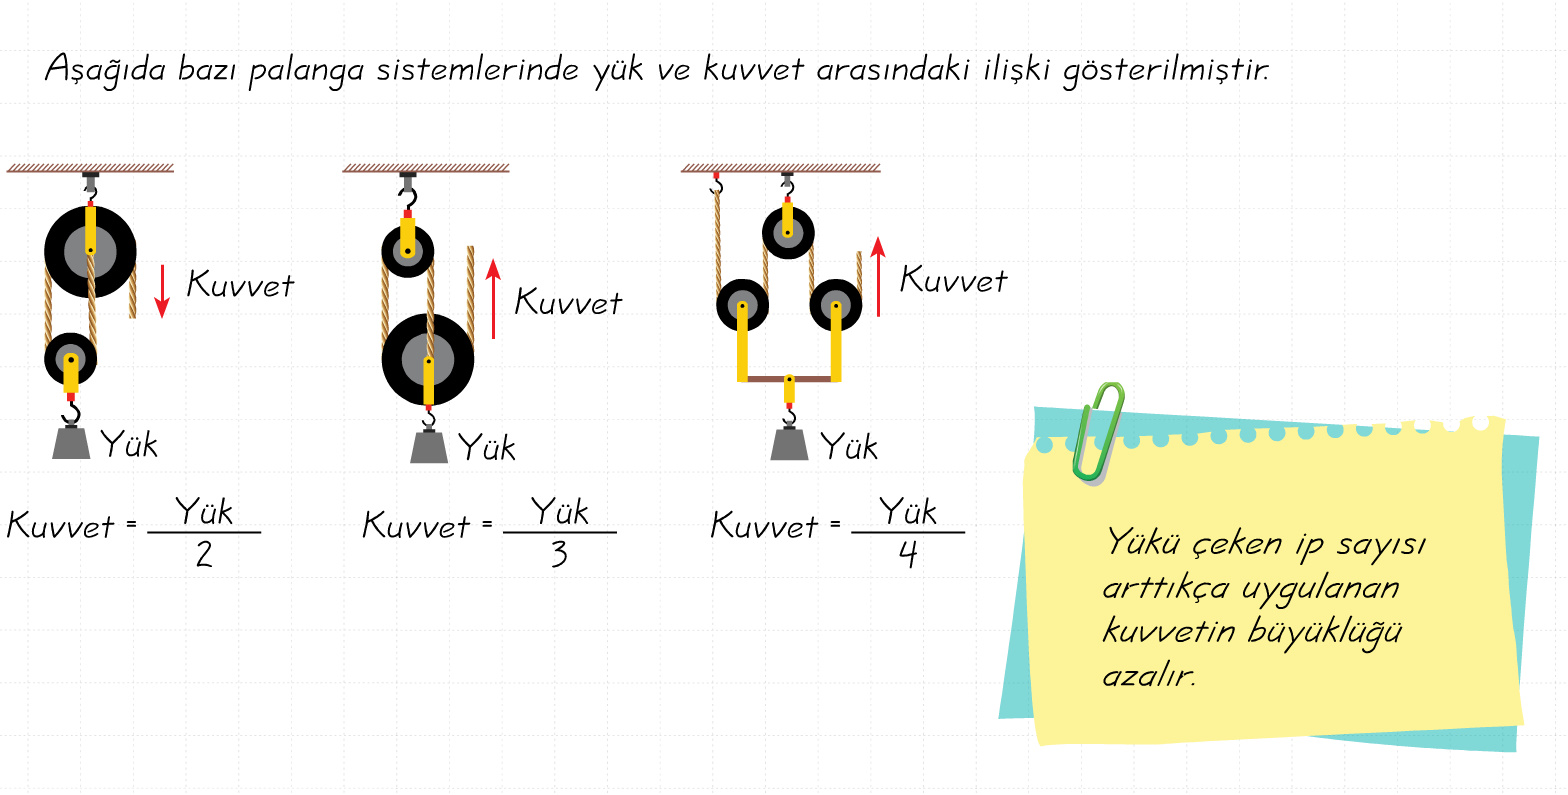 Aşağıda bazı palanga sistemlerinde yük ve kuvvet arasındaki ilişki gösterilmiştir.
Kuvvet
Yük
Kuvvet = Yük
2
Kuvvet
Yük
Kuvvet = Yük
3
Kuvvet
Yük
Kuvvet = Yük
4
Yükü çeken ip sayısı
arttıkça uygulanan
kuvvetin büyüklüğü
azalır.